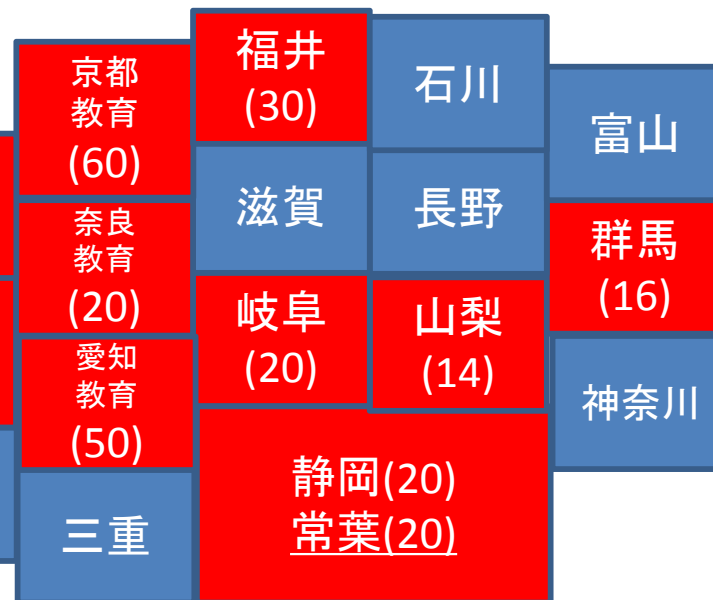 京都
教育
(60)
福井
(30)
石川
富山
奈良
教育
(20)
滋賀
長野
群馬
(16)
愛知
教育
(50)
岐阜
(20)
山梨
(14)
神奈川
三重
静岡(20)
常葉(20)